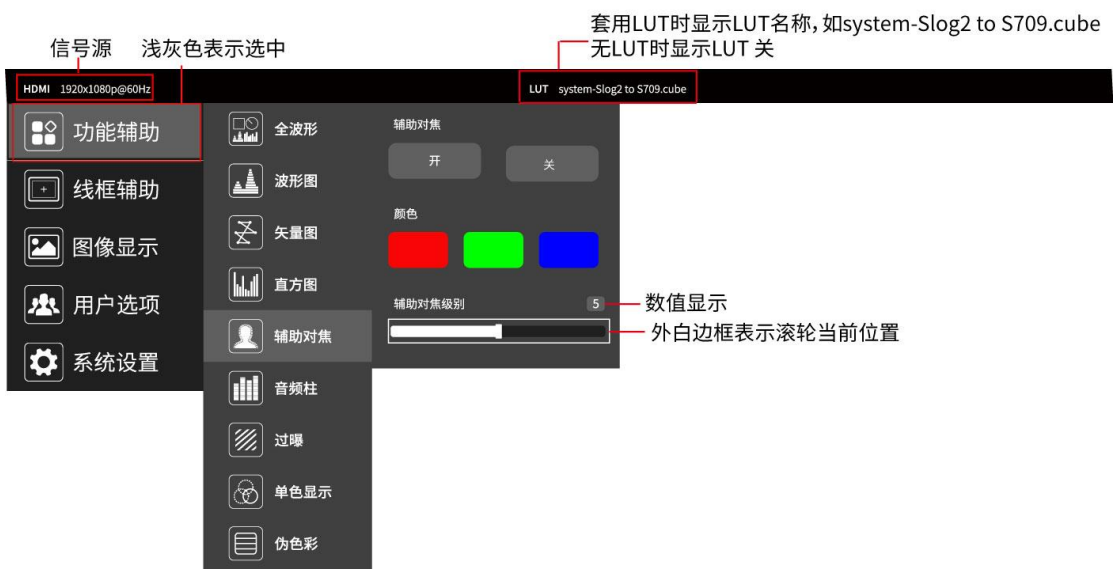 套用LUT时显示LUT名称，如system-Slog2 to S709.cube
信号源 浅灰色表示选中
无LUT时显示LUT 关
HDMI 1920x1080p@60Hz
LUT system-Slog2 to S709.cube
功能辅助
线框辅助
图像显示
用户选项
系统设置
全波形
波形图
矢量图
直方图
辅助对焦
音频柱
过曝
单色显示
伪色彩
辅助对焦
开 关
颜色
辅助对焦级别 5
数值显示
外白边框表示滚轮当前位置